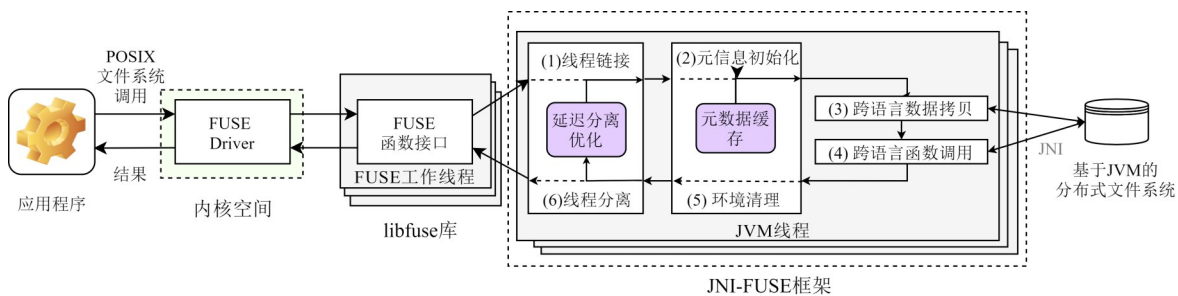 POSIX
文件系统
调用
结果
应用程序
FUSE
Driver
内核空间
FUSE
函数接口
FUSE工作线程
libfuse库
(1)线程链接
延迟分离
优化
(6)线程分离
(2)元信息初始化
元数据缓
存
(5) 环境清理
(3) 跨语言数据拷贝
(4) 跨语言函数调用
JVM线程
JNI-FUSE框架
JNI
基于JVM的
分布式文件系统